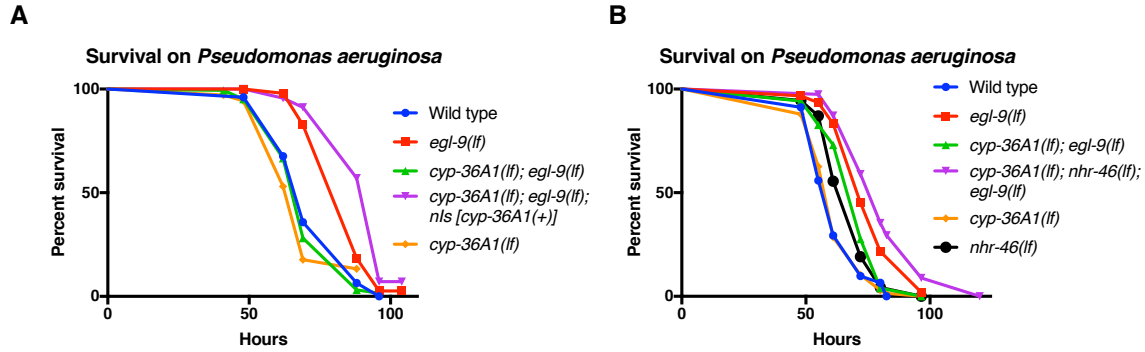 A
Survival on Pseudomonas aeruginosa
Percent survival
100
50
0
0
50
100
Hours
Wild type
egl-9(lf)
cyp-36A1(lf); egl-9(lf)
cyp-36A1(lf); egl-9(lf);
nIs [cyp-36A1(+)]
cyp-36A1(lf)
B
Survival on Pseudomonas aeruginosa
Percent survival
100
50
0
0
50
100
Hours
Wild type
egl-9(lf)
cyp-36A1(lf); egl-9(lf)
cyp-36A1(lf); nhr-46(lf);
egl-9(lf)
cyp-36A1(lf)
nhr-46(lf)